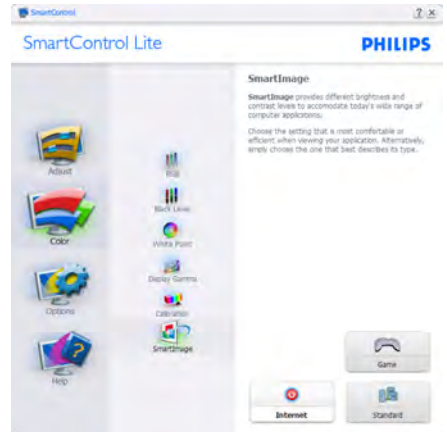 SmartControl
? X
SmartControl Lite
PHILIPS
Adjust
Color
Options
Help
RGB
Black Level
White Point
Display Gamma
Calibration
SmartImage
SmartImage
SmartImage provides different brightness and
contrast levels to accomodate today's wide range of
computer applications.
Choose the setting that is most comfortable or
efficient when viewing your application. Alternatively,
simply choose the one that best describes its type.
Game
Internet
Standard